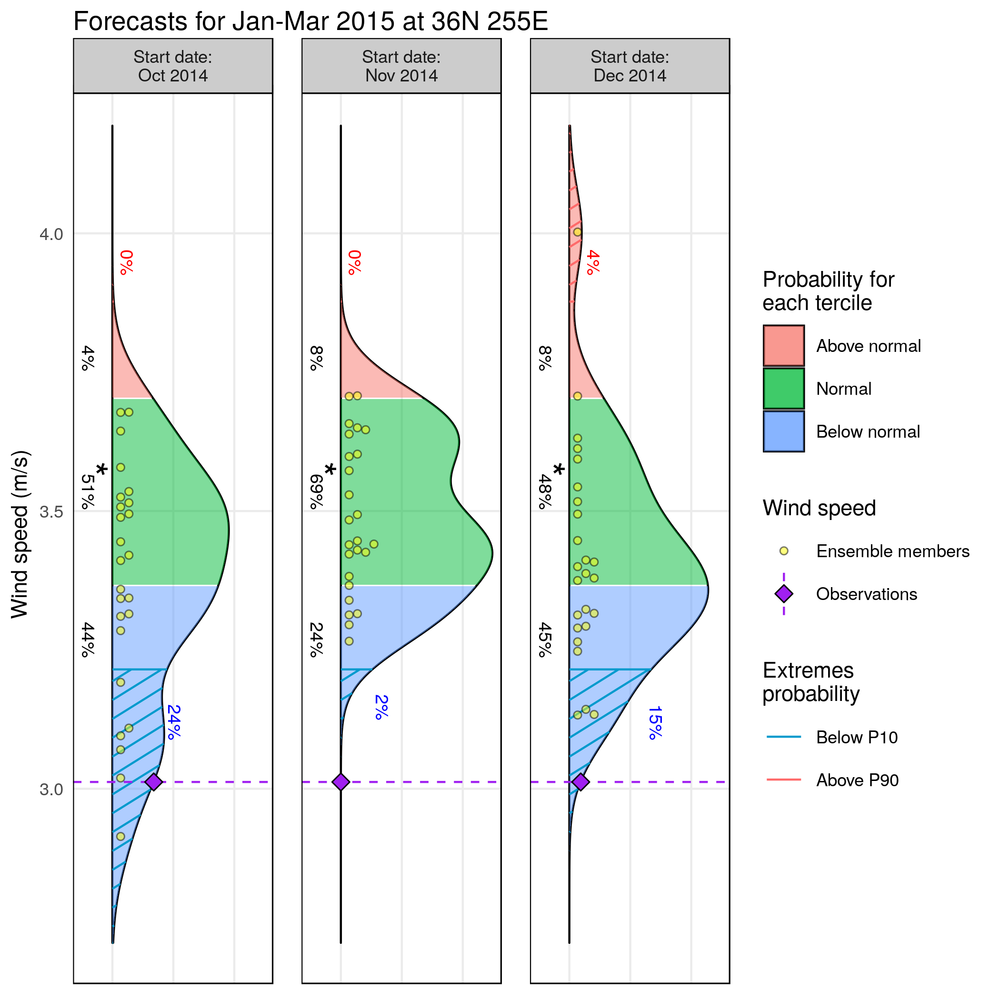 Forecasts for Jan-Mar 2015 at 36N 255E
Start date:
Oct 2014
Start date:
Nov 2014
Start date:
Dec 2014
Wind speed (m/s)
4.0
3.5
3.0
0%
4%
*
51%
44%
24%
0%
8%
*
69%
24%
2%
4%
8%
*
48%
45%
15%
Probability for
each tercile
Above normal
Normal
Below normal
Wind speed
Ensemble members
Observations
Extremes
probability
Below P10
Above P90